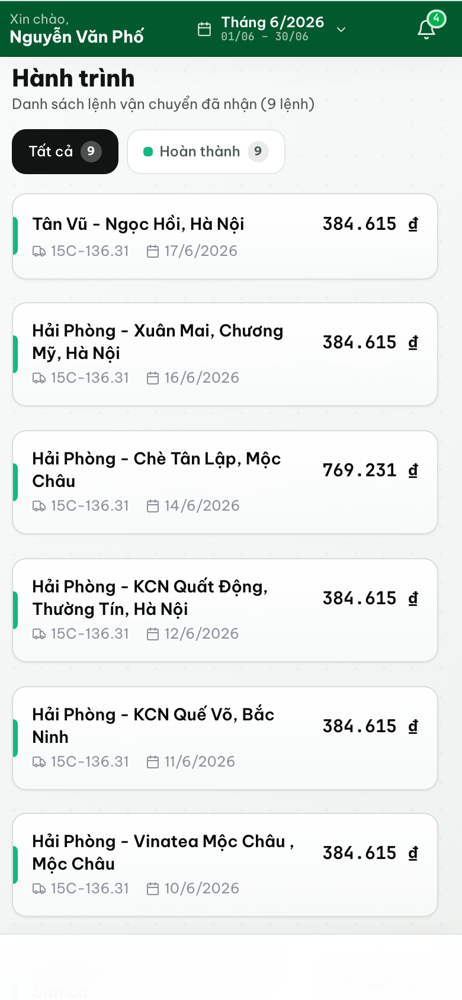 Xin chào,
Nguyễn Văn Phố
Tháng 6/2026
01/06 – 30/06
4
Hành trình
Danh sách lệnh vận chuyển đã nhận (9 lệnh)
Tất cả 9
Hoàn thành 9
Tân Vũ - Ngọc Hồi, Hà Nội
384.615 ₫
15C-136.31 17/6/2026
Hải Phòng - Xuân Mai, Chương
Mỹ, Hà Nội
384.615 ₫
15C-136.31 16/6/2026
Hải Phòng - Chè Tân Lập, Mộc
Châu
769.231 ₫
15C-136.31 14/6/2026
Hải Phòng - KCN Quất Động,
Thường Tín, Hà Nội
384.615 ₫
15C-136.31 12/6/2026
Hải Phòng - KCN Quế Võ, Bắc
Ninh
384.615 ₫
15C-136.31 11/6/2026
Hải Phòng - Vinatea Mộc Châu ,
Mộc Châu
384.615 ₫
15C-136.31 10/6/2026
Sơn La